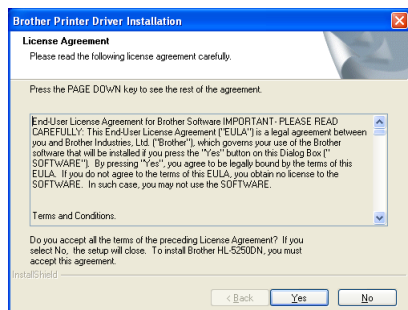 Brother Printer Driver Installation
License Agreement
Please read the following license agreement carefully.
Press the PAGE DOWN key to see the rest of the agreement.
End-User License Agreement for Brother Software IMPORTANT- PLEASE READ
CAREFULLY: This End-User License Agreement ("EULA") is a legal agreement between
you and Brother Industries, Ltd. ("Brother"), which governs your use of the Brother
software that will be installed if you press the "Yes" button on this Dialog Box ("
SOFTWARE"). By pressing "Yes", you agree to be legally bound by the terms of this
EULA. If you do not agree to the terms of this EULA, you obtain no license to the
SOFTWARE. In such case, you may not use the SOFTWARE.
Terms and Conditions.
Do you accept all the terms of the preceding License Agreement? If you
select No, the setup will close. To install Brother HL-5250DN, you must
accept this agreement.
InstallShield
< Back
Yes
No